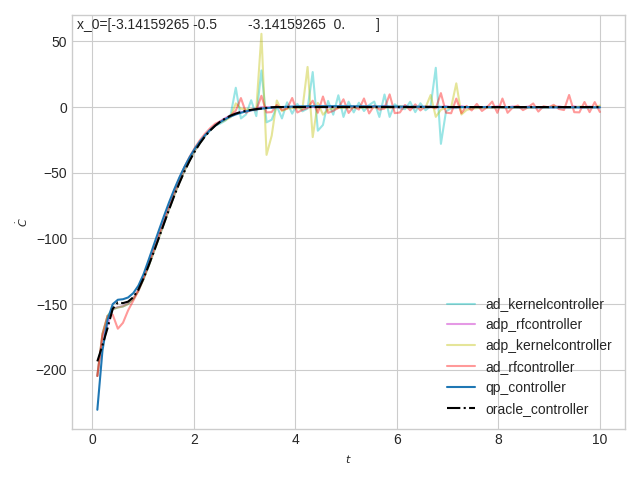 x_0=[-3.14159265 -0.5 -3.14159265 0. ]
50
0
−50
−100
−150
−200
Ċ
ad_kernelcontroller
adp_rfcontroller
adp_kernelcontroller
ad_rfcontroller
qp_controller
oracle_controller
0 2 4 6 8 10
t